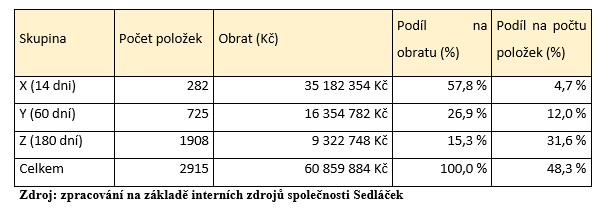 Skupina Počet položek Obrat (Kč) Podíl na obratu (%) Podíl na počtu položek (%)
X (14 dni) 282 35 182 354 Kč 57,8 % 4,7 %
Y (60 dní) 725 16 354 782 Kč 26,9 % 12,0 %
Z (180 dní) 1908 9 322 748 Kč 15,3 % 31,6 %
Celkem 2915 60 859 884 Kč 100,0 % 48,3 %
Zdroj: zpracování na základě interních zdrojů společnosti Sedláček